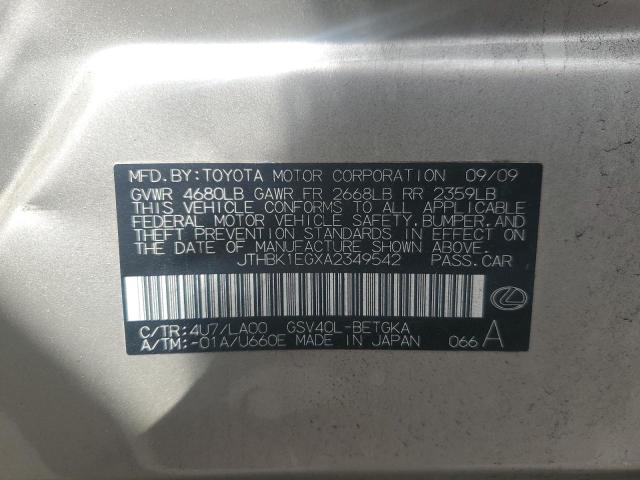 MFD.BY:TOYOTA MOTOR CORPORATION 09/09
GVWR 4680LB GAWR FR 2668LB RR 2359LB
THIS VEHICLE CONFORMS TO ALL APPLICABLE
FEDERAL MOTOR VEHICLE SAFETY,BUMPER,AND
THEFT PREVENTION STANDARDS IN EFFECT ON
THE DATE OF MANUFACTURE SHOWN ABOVE.
JTHBK1EGXA2349542 PASS.CAR
C/TR:4U7/LA00 GSV40L-BETGKA
A/TM:-01A/U660E MADE IN JAPAN 066 A